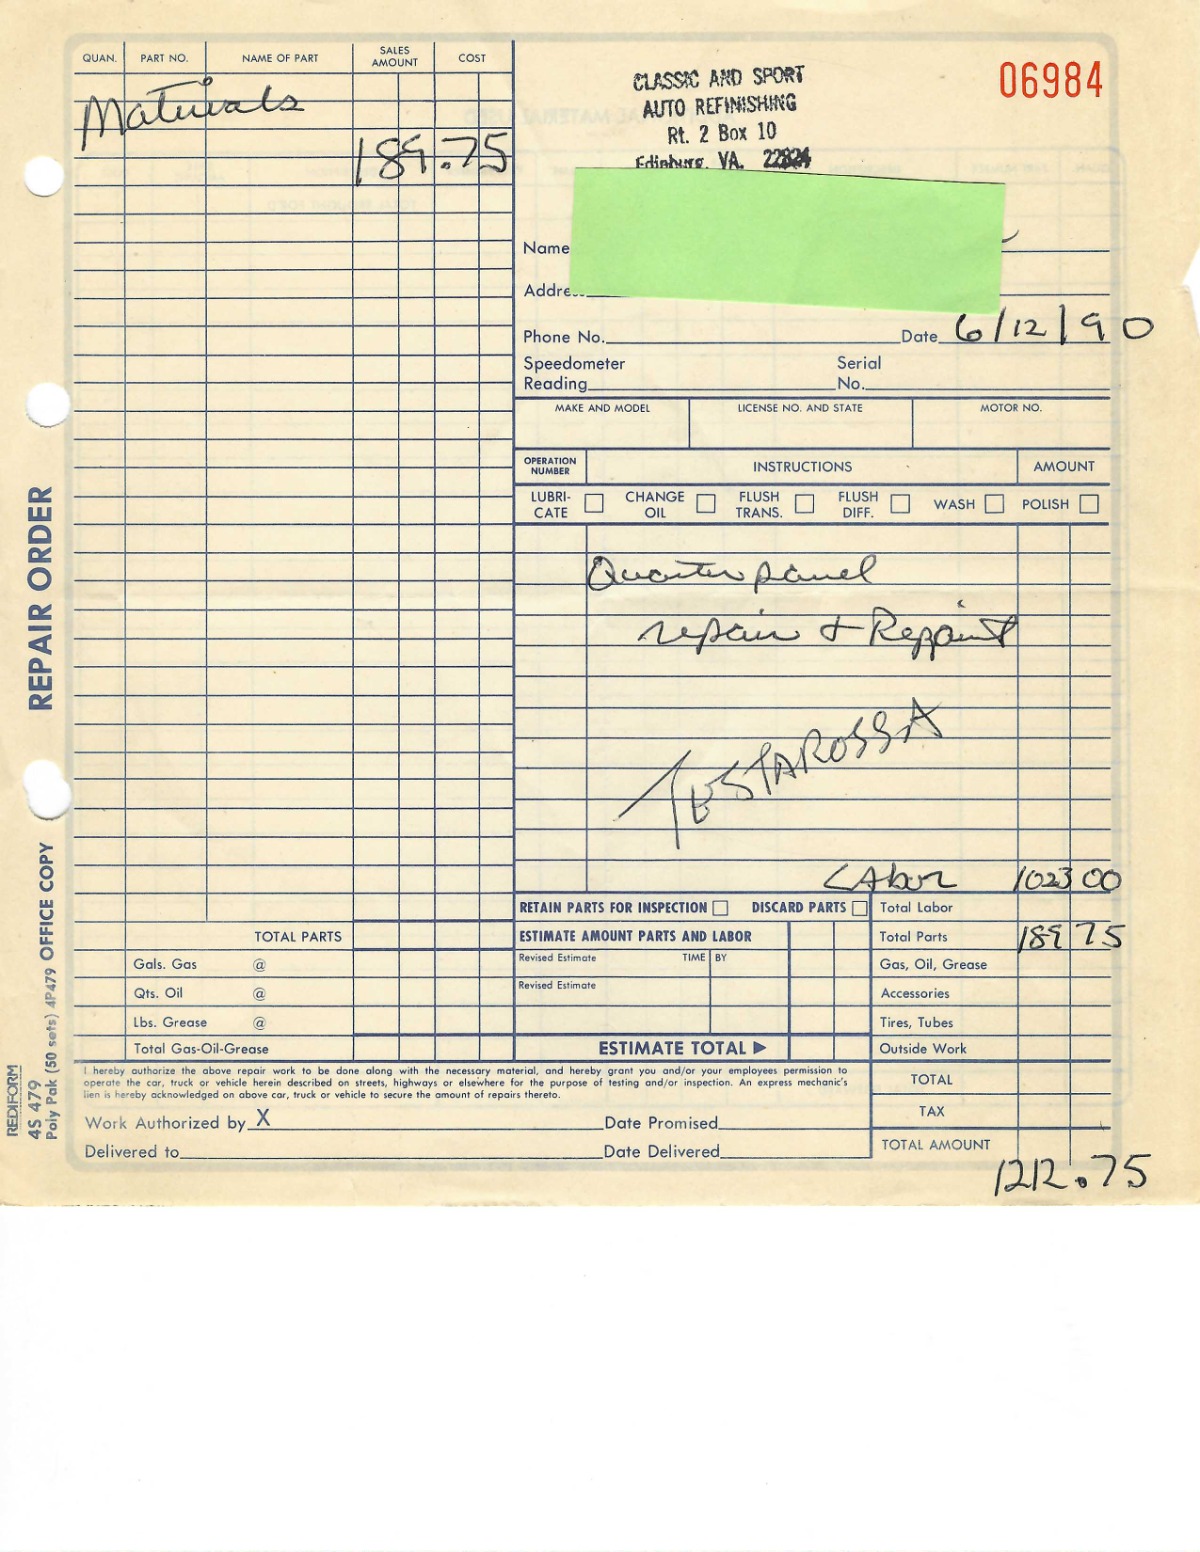 QUAN. PART NO. NAME OF PART SALES AMOUNT COST
Materials
189.75
CLASSIC AND SPORT
AUTO REFINISHING
Rt. 2 Box 10
Edinburg, VA. 22824
06984
Name
Addre
Phone No. Date 6/12/90
Speedometer Reading Serial No.
MAKE AND MODEL LICENSE NO. AND STATE MOTOR NO.
OPERATION NUMBER INSTRUCTIONS AMOUNT
LUBRI-CATE CHANGE OIL FLUSH TRANS. FLUSH DIFF. WASH POLISH
Quarter panel
repair + Reppaint
TESTAROSSA
LAbor 1023 00
RETAIN PARTS FOR INSPECTION DISCARD PARTS Total Labor
TOTAL PARTS ESTIMATE AMOUNT PARTS AND LABOR Total Parts 189 75
Gals. Gas @ Revised Estimate TIME BY Gas, Oil, Grease
Qts. Oil @ Revised Estimate Accessories
Lbs. Grease @ Tires, Tubes
Total Gas-Oil-Grease ESTIMATE TOTAL ► Outside Work
I hereby authorize the above repair work to be done along with the necessary material, and hereby grant you and/or your employees permission to
operate the car, truck or vehicle herein described on streets, highways or elsewhere for the purpose of testing and/or inspection. An express mechanic's
lien is hereby acknowledged on above car, truck or vehicle to secure the amount of repairs thereto.
TOTAL
TAX
Work Authorized by X Date Promised
Delivered to Date Delivered TOTAL AMOUNT
1212.75
REPAIR ORDER
OFFICE COPY
REDIFORM
4S 479
Poly Pak (50 sets) 4P479